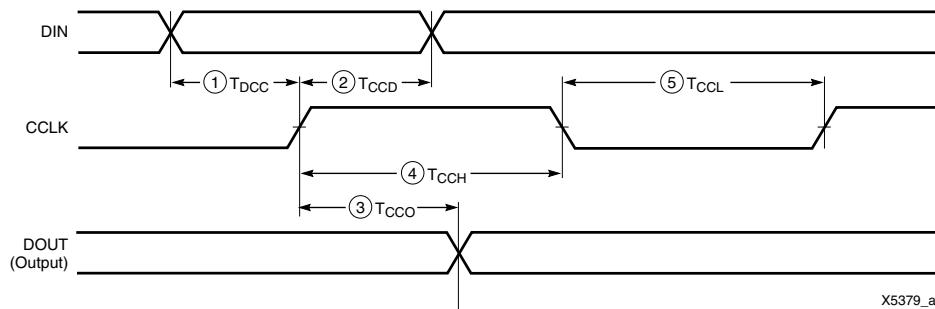 DIN
1 TDCC
2 TCCD
5 TCCL
CCLK
4 TCCH
3 TCCO
DOUT
(Output)
X5379_a